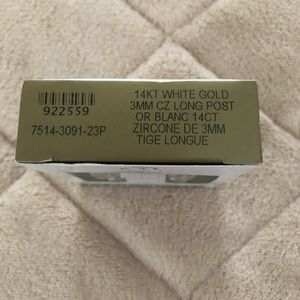 922559
7514-3091-23P
14KT WHITE GOLD
3MM CZ LONG POST
OR BLANC 14CT
ZIRCONE DE 3MM
TIGE LONGUE